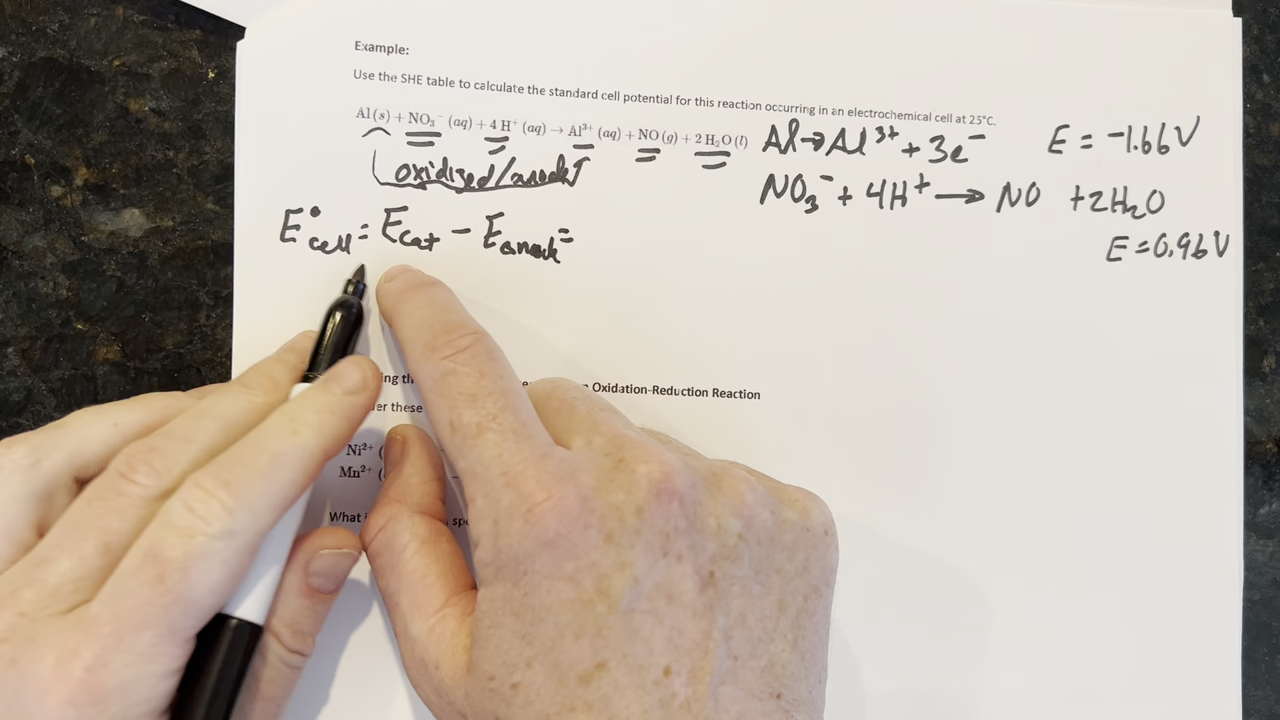 Example:
Use the SHE table to calculate the standard cell potential for this reaction occurring in an electrochemical cell at 25°C.
Al(s) + NO₃⁻ (aq) + 4 H⁺ (aq) → Al³⁺ (aq) + NO (g) + 2 H₂O (l)
Al→Al³⁺ + 3e⁻ E = -1.66V
oxidized/anode
NO₃⁻ + 4H⁺ → NO + 2H₂O
E = 0.96V
E°cell = Ecat - Eanode =
Oxidation-Reduction Reaction
these
Ni²⁺ (
Mn²⁺ (
What